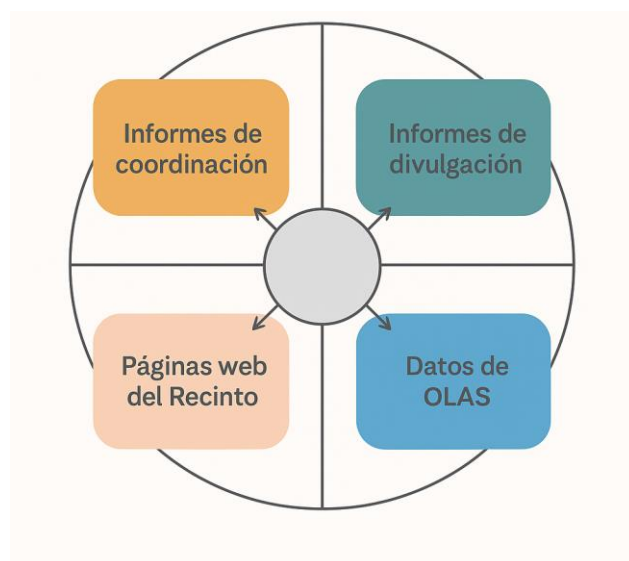 Informes de
coordinación
Informes de
divulgación
Páginas web
del Recinto
Datos de
OLAS